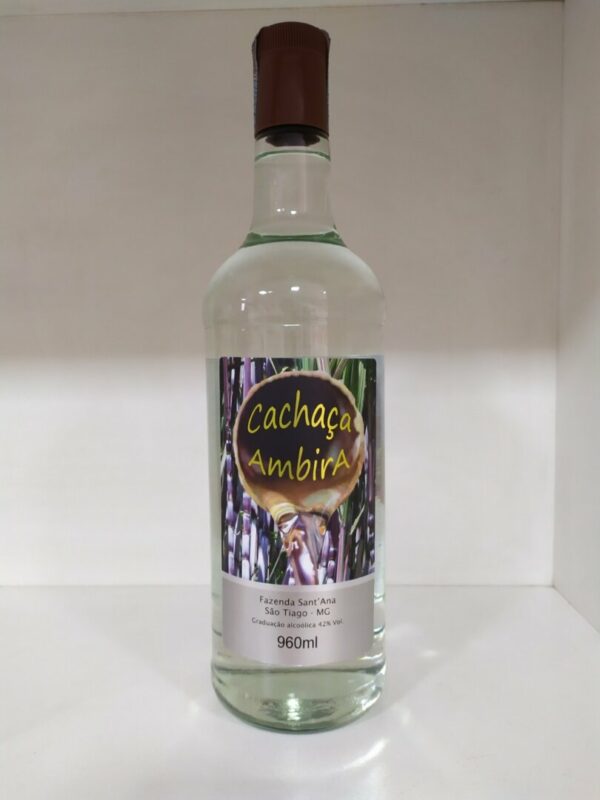 Cachaça
AmbirA
Fazenda Sant'Ana
São Tiago - MG
Graduação alcoólica 42% Vol.
960ml